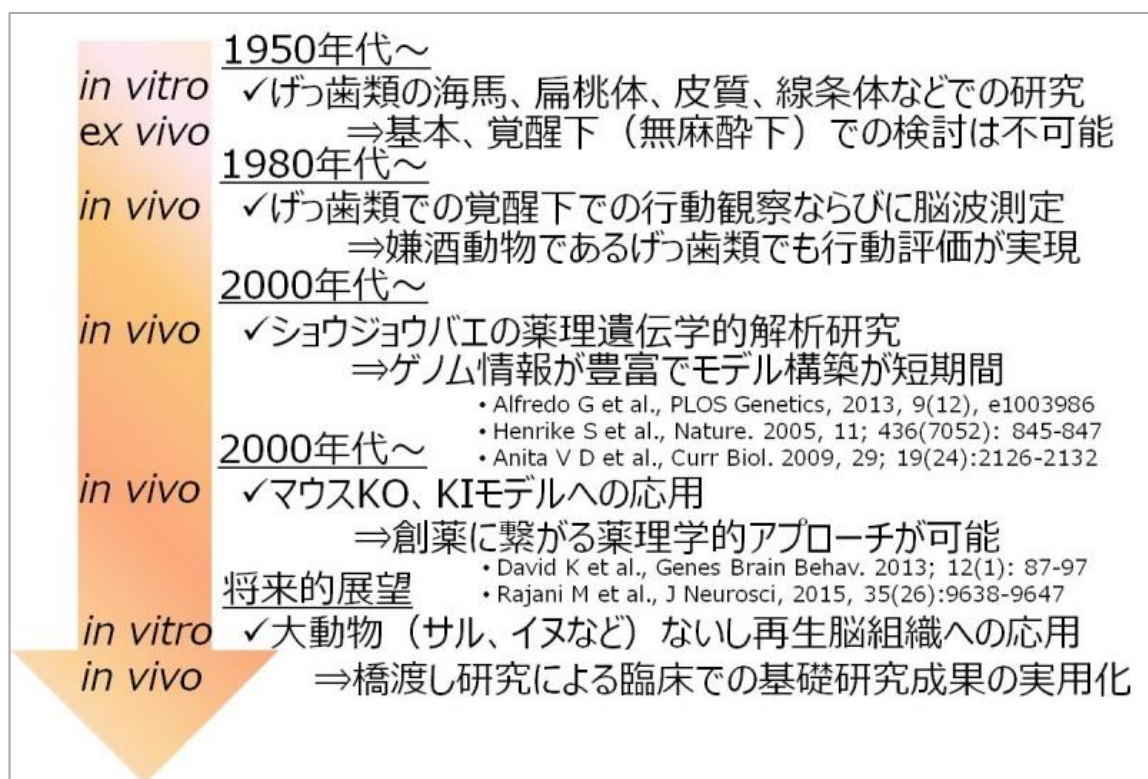 1950年代～
in vitro ✓げっ歯類の海馬、扁桃体、皮質、線条体などでの研究
ex vivo ⇒基本、覚醒下（無麻酔下）での検討は不可能
1980年代～
in vivo ✓げっ歯類での覚醒下での行動観察ならびに脳波測定
⇒嫌酒動物であるげっ歯類でも行動評価が実現
2000年代～
in vivo ✓ショウジョウバエの薬理遺伝学的解析研究
⇒ゲノム情報が豊富でモデル構築が短期間
・Alfredo G et al., PLOS Genetics, 2013, 9(12), e1003986
・Henrike S et al., Nature. 2005, 11; 436(7052): 845-847
・Anita V D et al., Curr Biol. 2009, 29; 19(24):2126-2132
2000年代～
in vivo ✓マウスKO、KIモデルへの応用
⇒創薬に繋がる薬理学的アプローチが可能
・David K et al., Genes Brain Behav. 2013; 12(1): 87-97
・Rajani M et al., J Neurosci, 2015, 35(26):9638-9647
将来的展望
in vitro ✓大動物（サル、イヌなど）ないし再生脳組織への応用
in vivo ⇒橋渡し研究による臨床での基礎研究成果の実用化